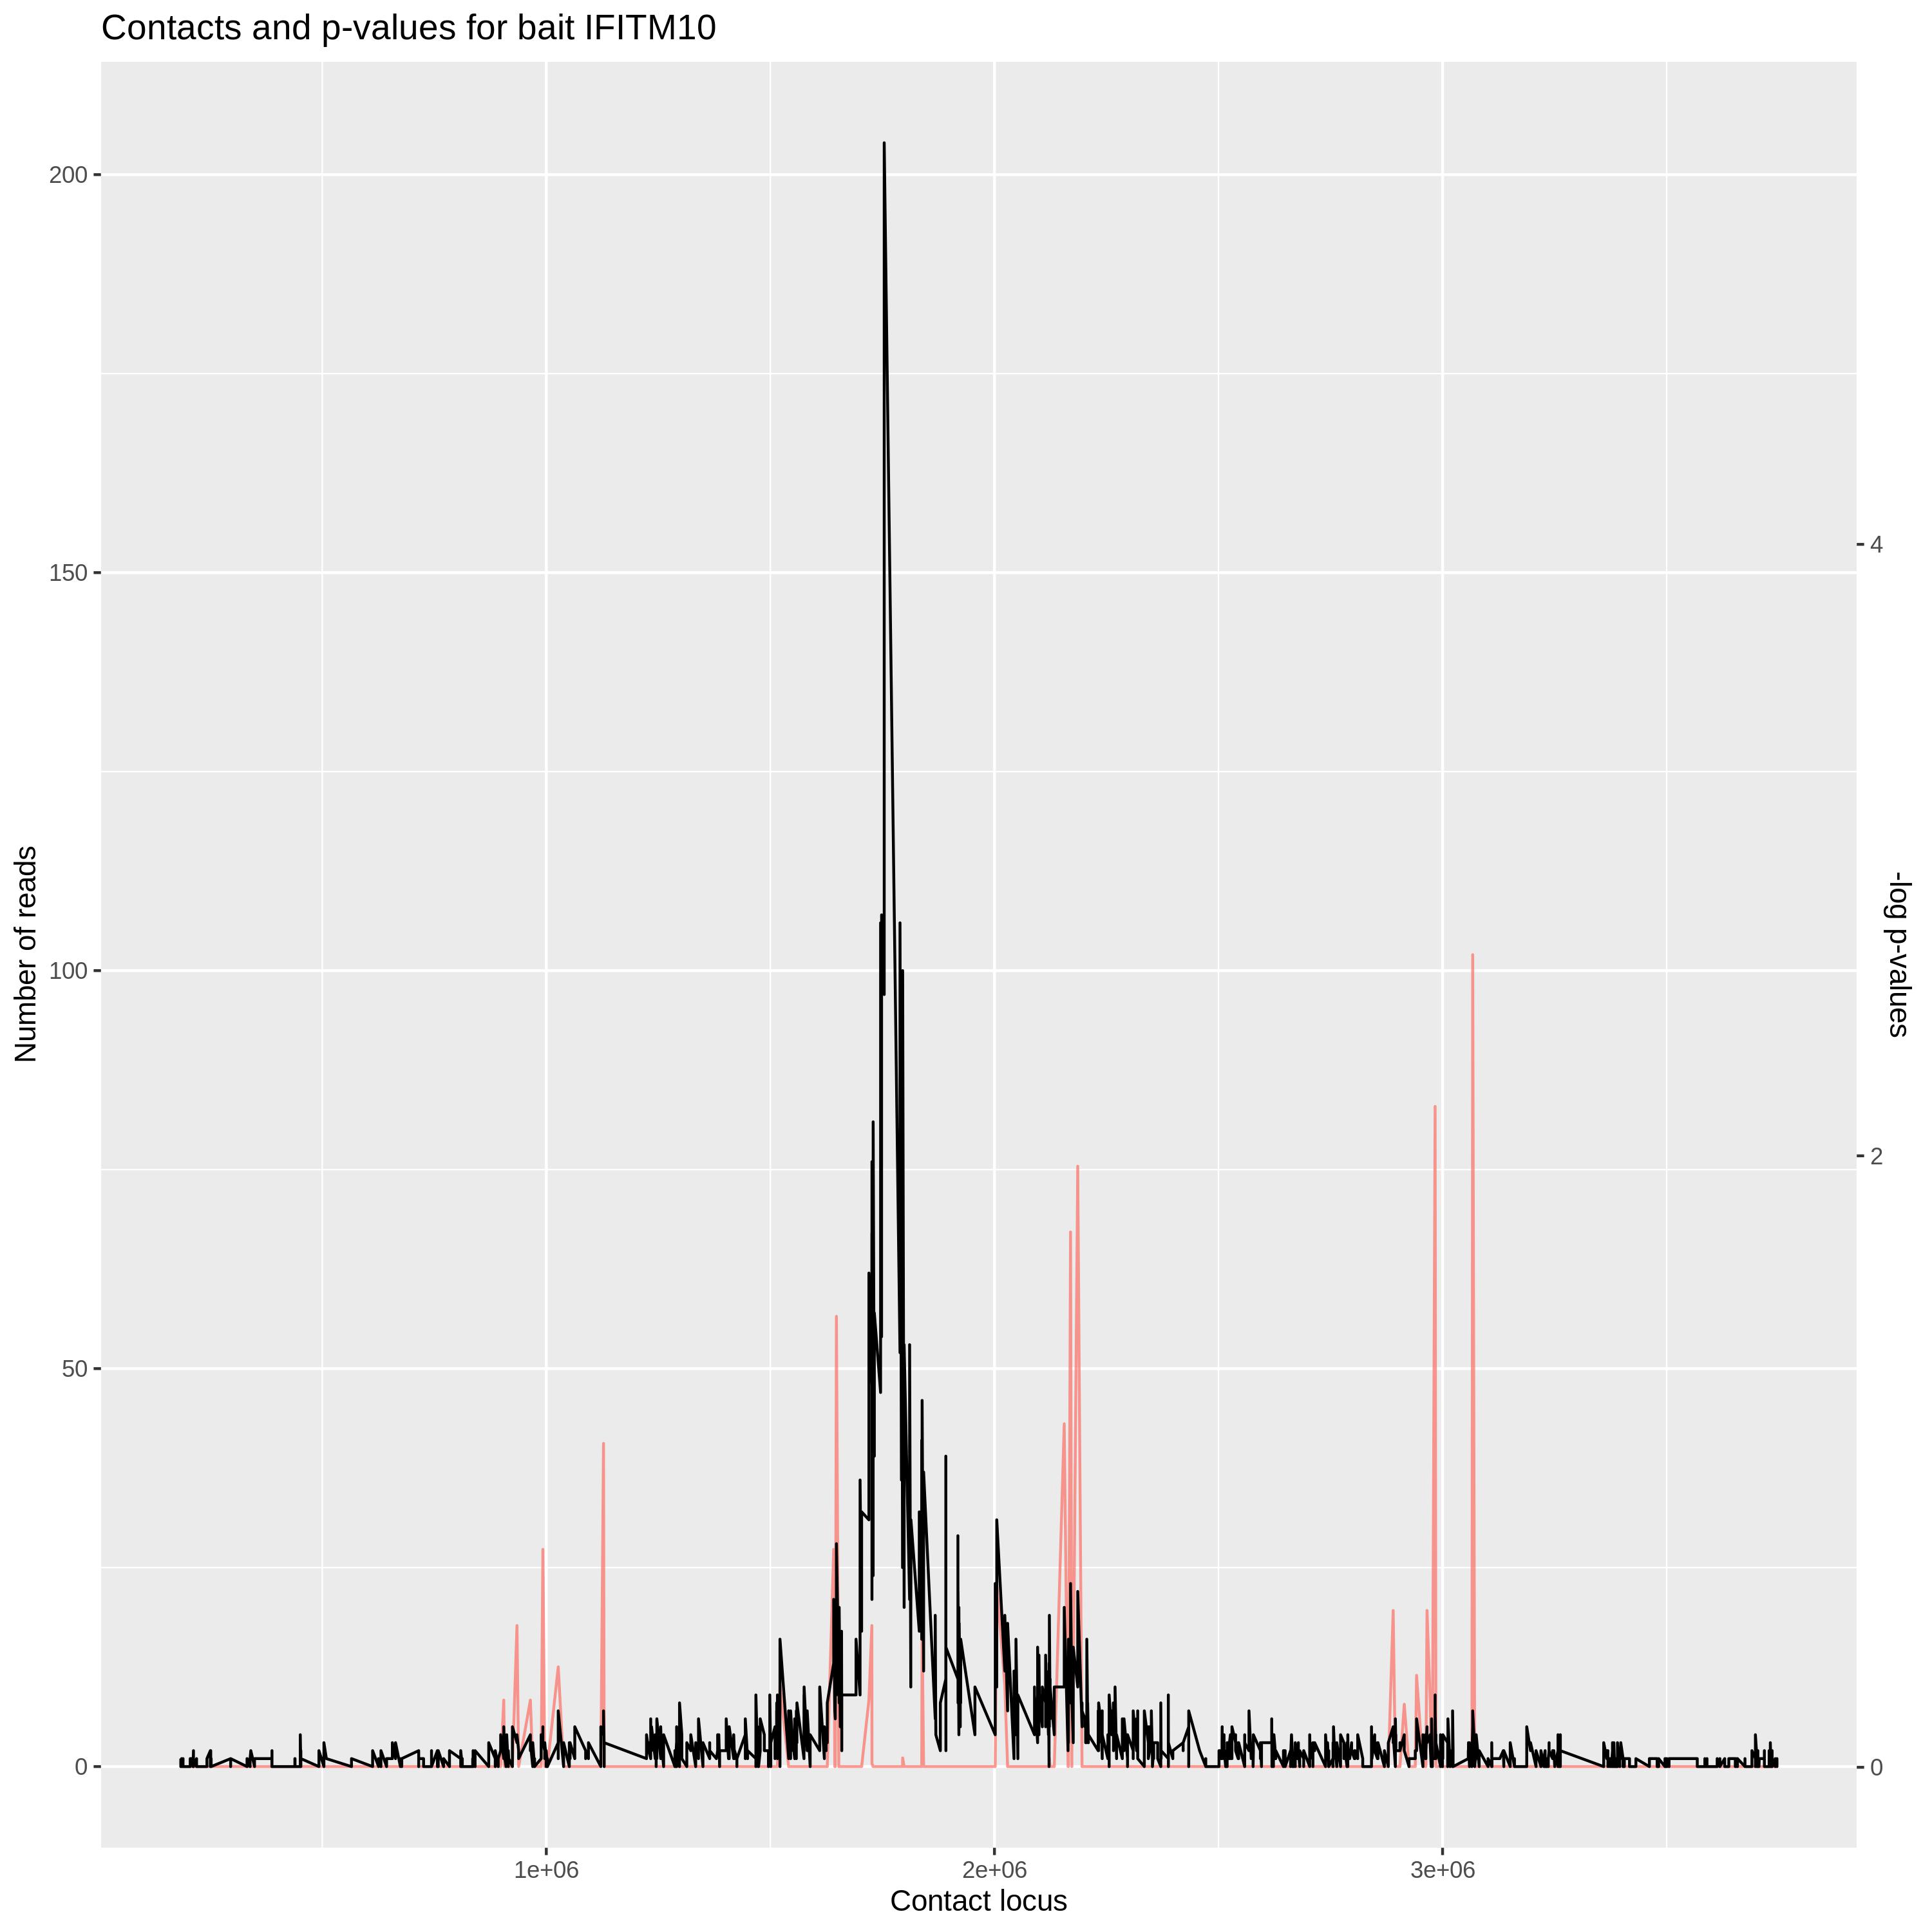 Contacts and p-values for bait IFITM10
200
150
100
50
0
Number of reads
4
2
0
-log p-values
1e+06
2e+06
3e+06
Contact locus